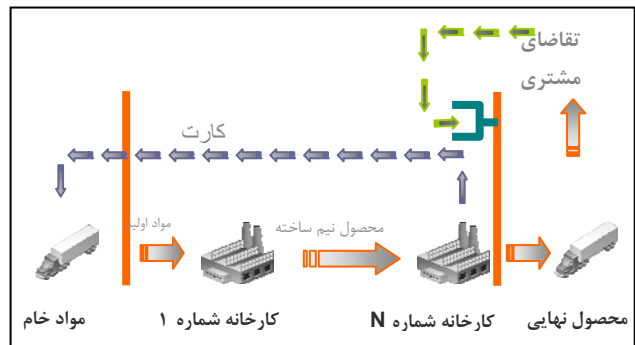 تقاضای
مشتری
کارت
مواد اولیه
محصول نیم ساخته
مواد خام
کارخانه شماره ۱
کارخانه شماره N
محصول نهایی